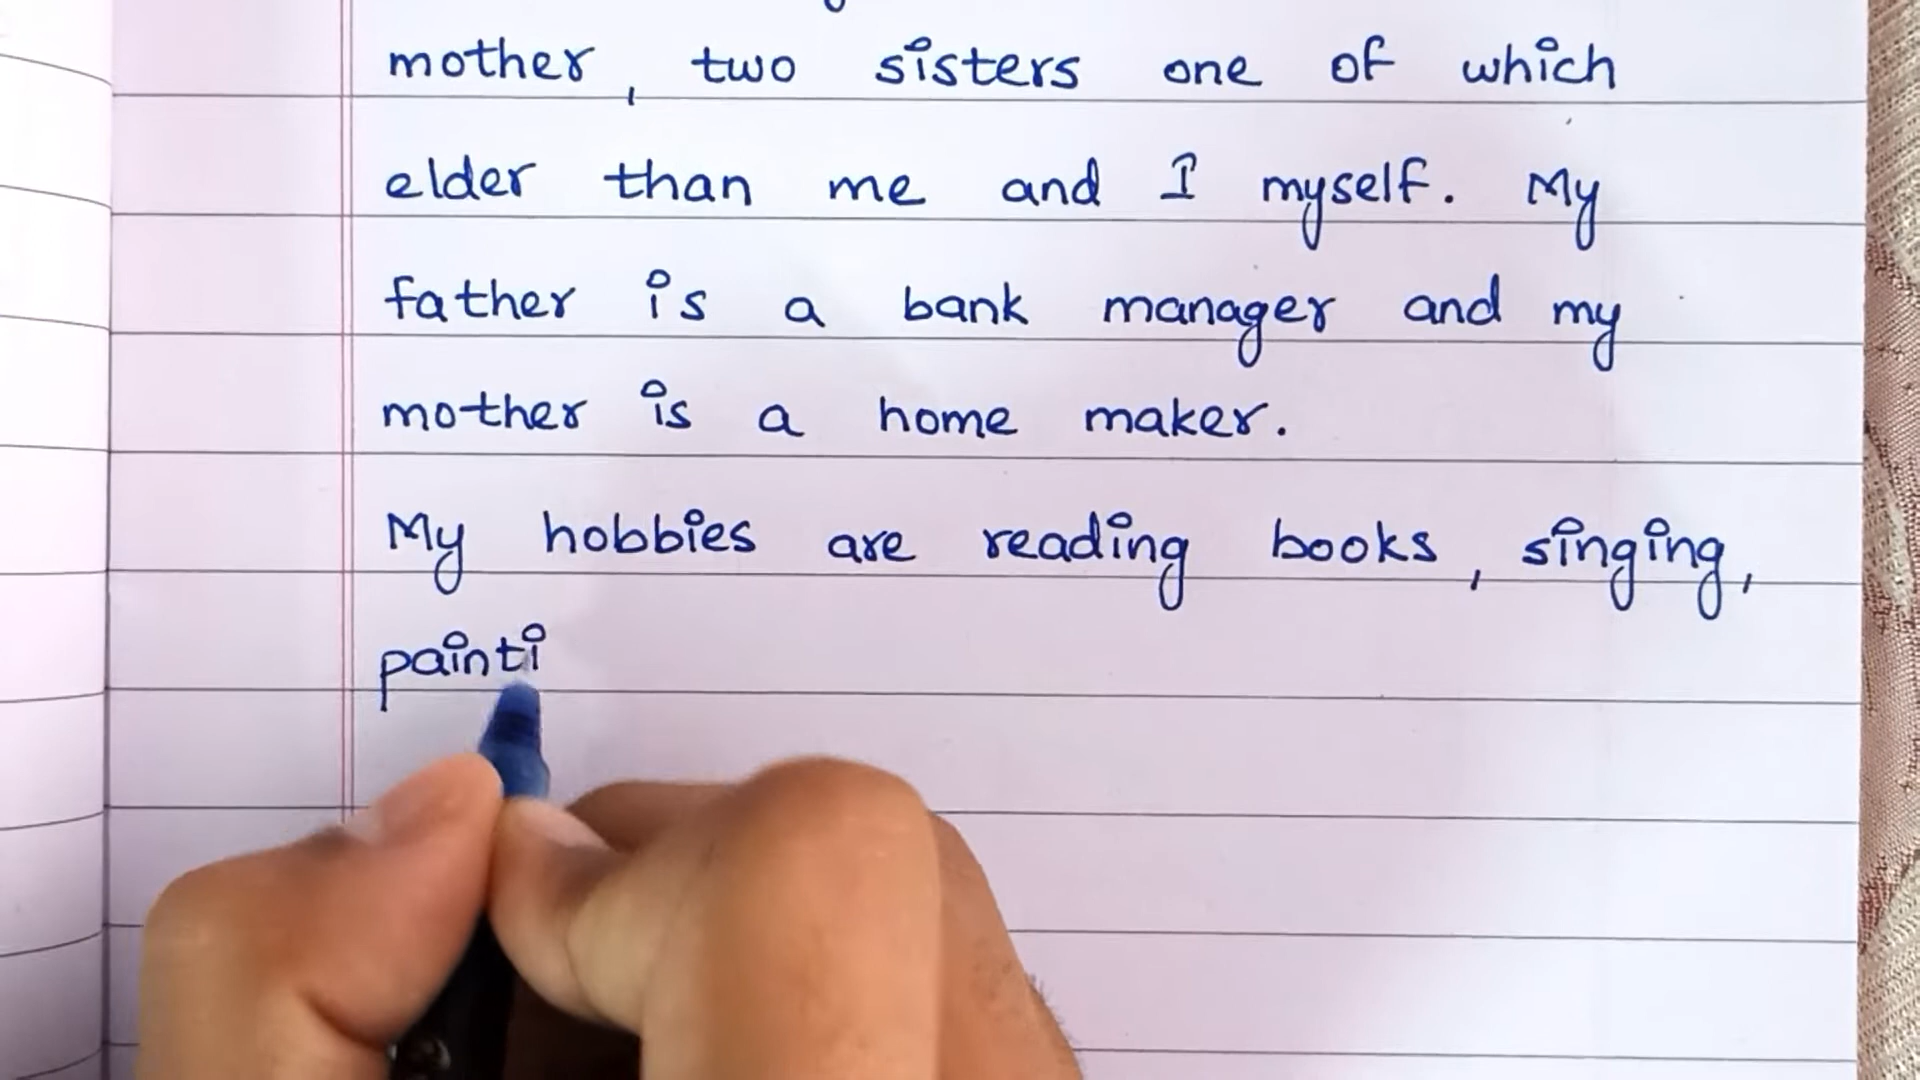 mother, two sisters one of which
elder than me and I myself. My
father is a bank manager and my
mother is a home maker.
My hobbies are reading books, singing,
painti